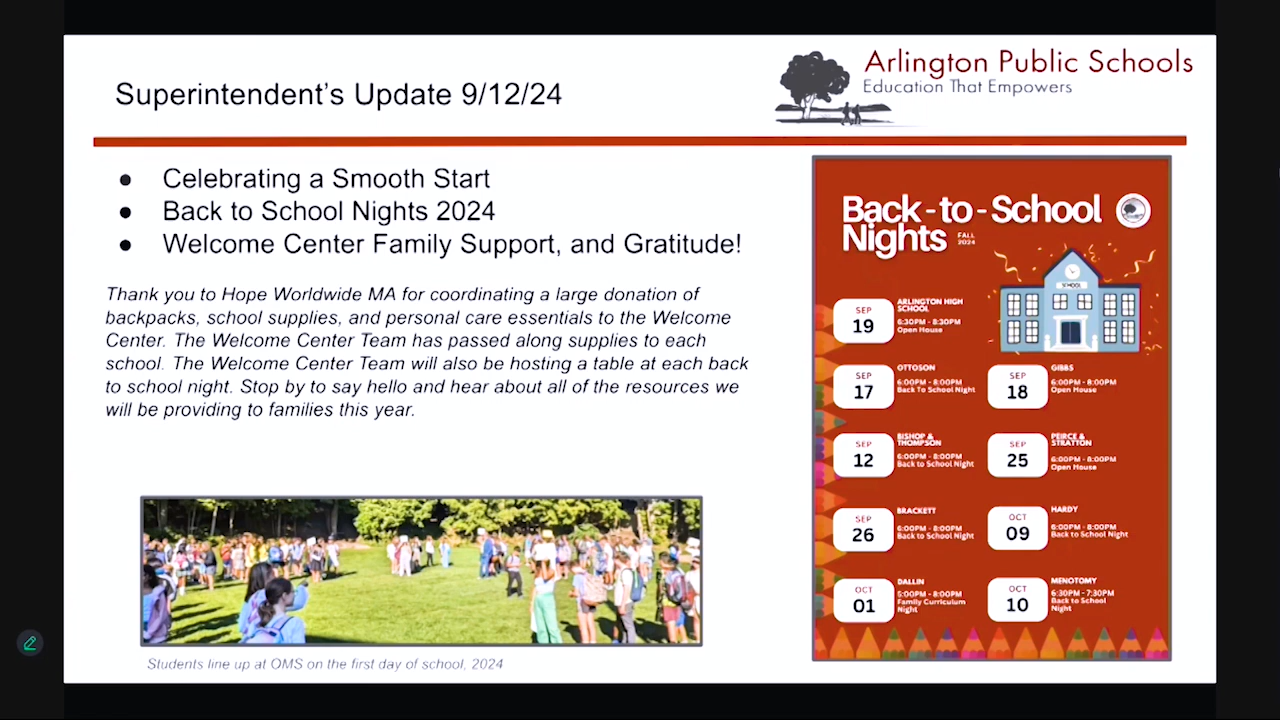 Superintendent's Update 9/12/24
Arlington Public Schools
Education That Empowers
● Celebrating a Smooth Start
● Back to School Nights 2024
● Welcome Center Family Support, and Gratitude!
Thank you to Hope Worldwide MA for coordinating a large donation of
backpacks, school supplies, and personal care essentials to the Welcome
Center. The Welcome Center Team has passed along supplies to each
school. The Welcome Center Team will also be hosting a table at each back
to school night. Stop by to say hello and hear about all of the resources we
will be providing to families this year.
Students line up at OMS on the first day of school, 2024
Back-to-School
Nights
FALL
2024
SCHOOL
SEP
19
ARLINGTON HIGH
SCHOOL
6:30PM - 8:30PM
Open House
SEP
17
OTTOSON
6:00PM - 8:00PM
Back To School Night
SEP
18
GIBBS
6:00PM - 8:00PM
Open House
SEP
12
BISHOP &
THOMPSON
6:00PM - 8:00PM
Back to School Night
SEP
25
PEIRCE &
STRATTON
6:00PM - 8:00PM
Open House
SEP
26
BRACKETT
6:00PM - 8:00PM
Back to School Night
OCT
09
HARDY
6:00PM - 8:00PM
Back to School Night
OCT
01
DALLIN
5:00PM - 8:00PM
Family Curriculum
Night
OCT
10
MENOTOMY
6:30PM - 7:30PM
Back to School
Night